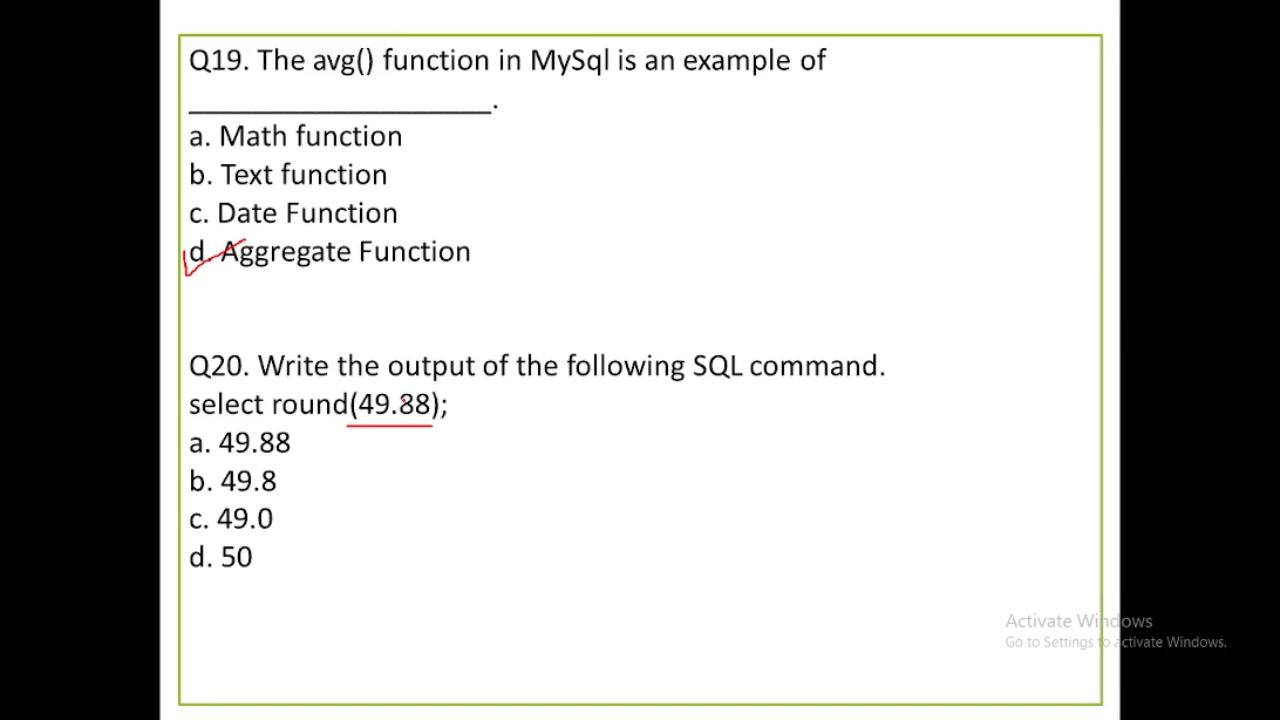 Q19. The avg() function in MySql is an example of
____________________.
a. Math function
b. Text function
c. Date Function
d. Aggregate Function
Q20. Write the output of the following SQL command.
select round(49.88);
a. 49.88
b. 49.8
c. 49.0
d. 50
Activate Windows
Go to Settings to activate Windows.